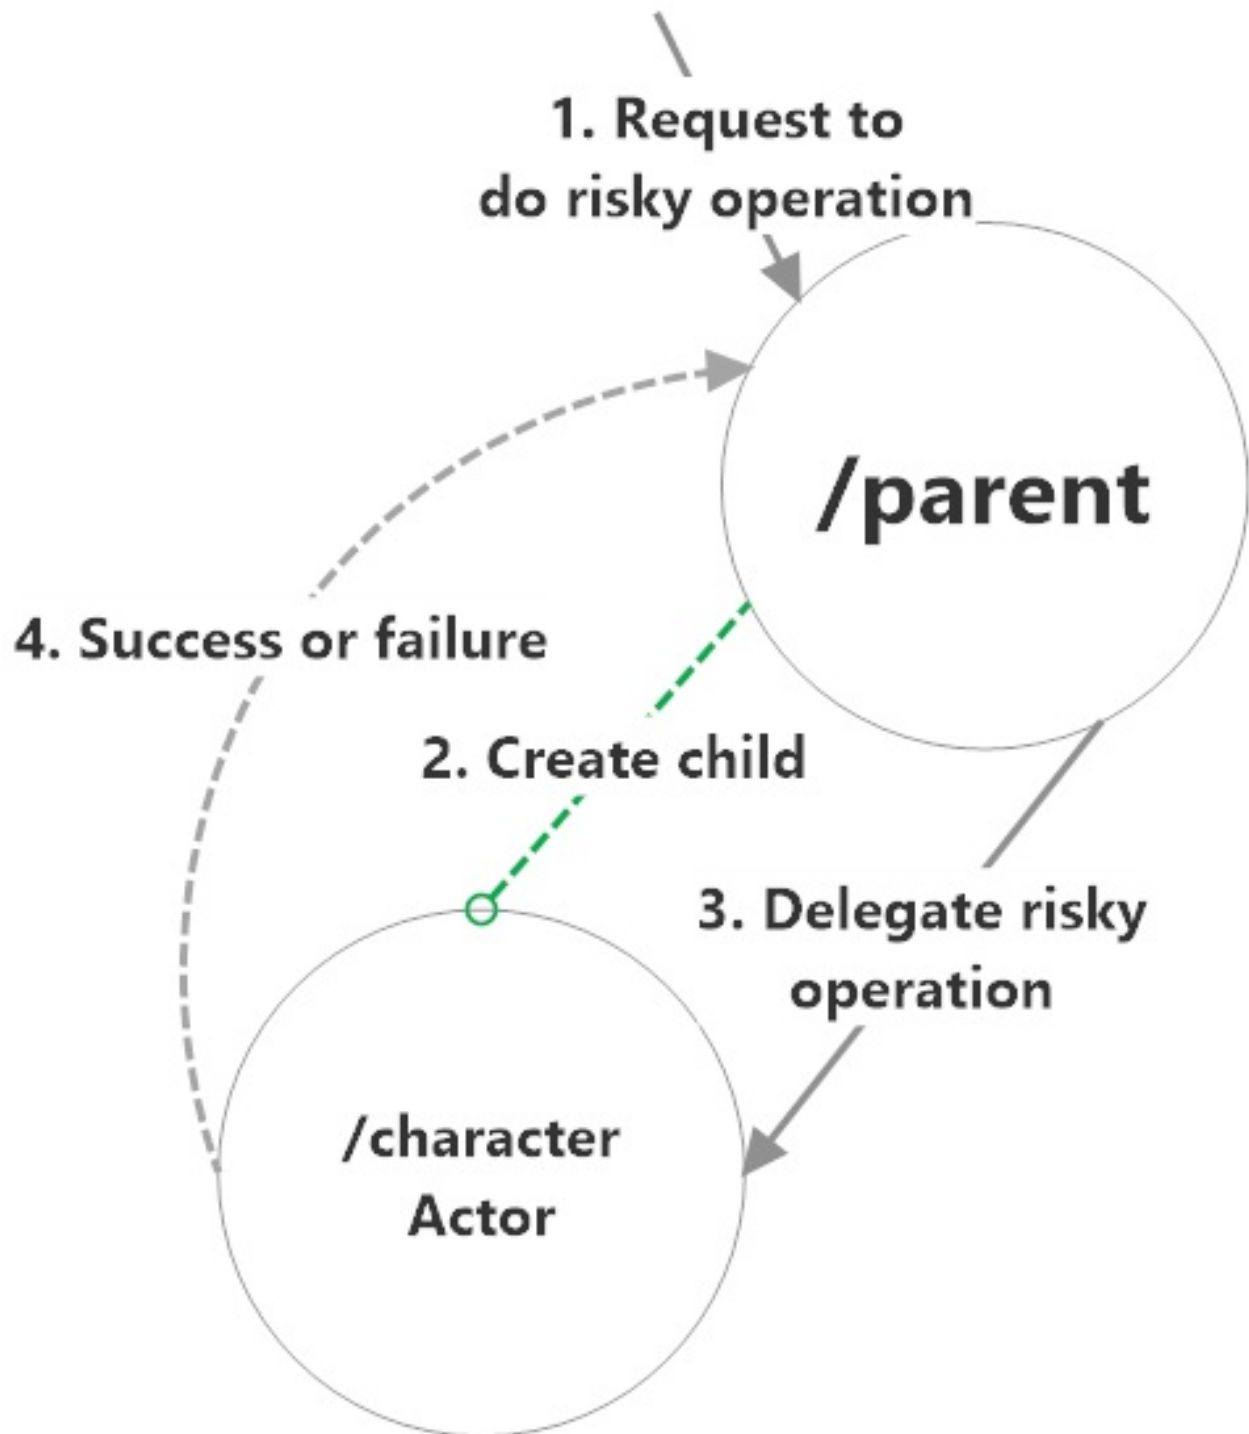 1. Request to
do risky operation
/parent
4. Success or failure
2. Create child
3. Delegate risky
operation
/character
Actor